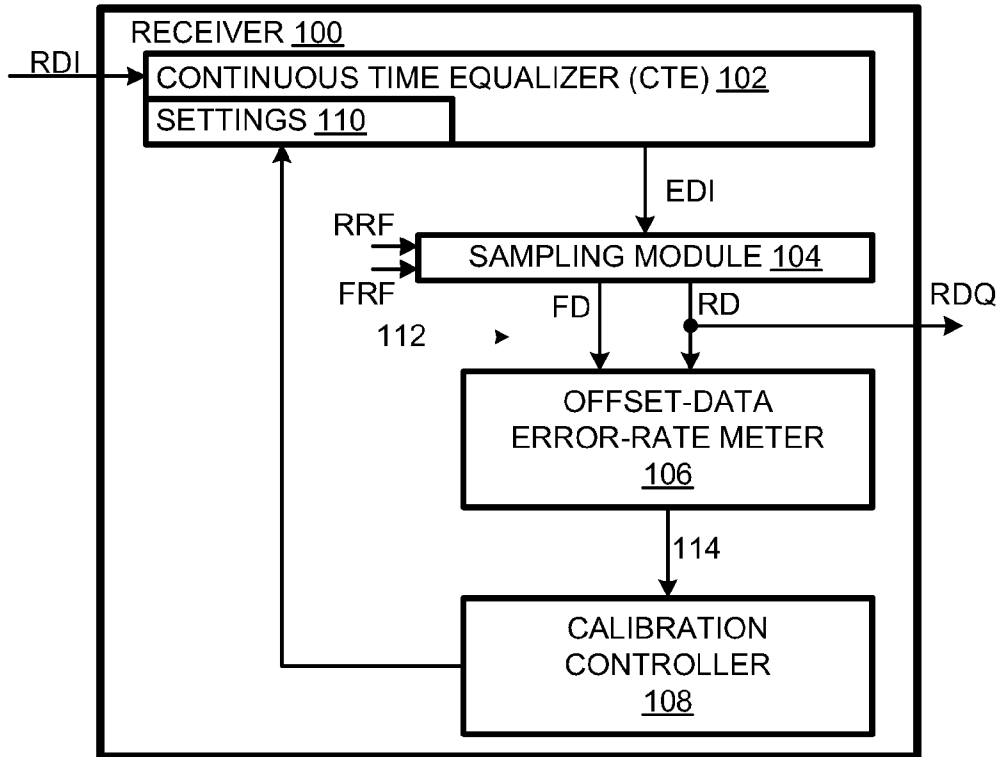 RECEIVER 100
RDI
CONTINUOUS TIME EQUALIZER (CTE) 102
SETTINGS 110
EDI
RRF
SAMPLING MODULE 104
FRF
FD
RD
RDQ
112
OFFSET-DATA
ERROR-RATE METER
106
114
CALIBRATION
CONTROLLER
108